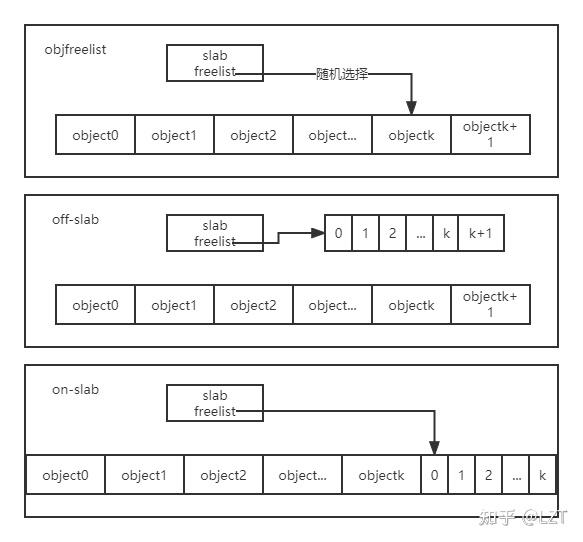 objfreelist
slab
freelist
随机选择
object0 object1 object2 object... objectk objectk+
1
off-slab
slab
freelist
0 1 2 ... k k+1
object0 object1 object2 object... objectk objectk+
1
on-slab
slab
freelist
object0 object1 object2 object... objectk 0 1 2 ... k
知乎 @LZT